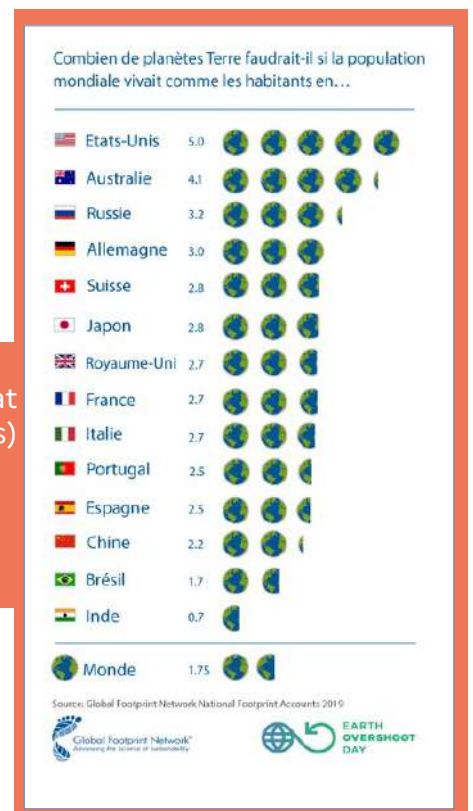 Combien de planètes Terre faudrait-il si la population
mondiale vivait comme les habitants en...
Etats-Unis 5.0
Australie 4.1
Russie 3.2
Allemagne 3.0
Suisse 2.8
Japon 2.8
Royaume-Uni 2.7
France 2.7
Italie 2.7
Portugal 2.5
Espagne 2.5
Chine 2.2
Brésil 1.7
Inde 0.7
Monde 1.75
Source: Global Footprint Network National Footprint Accounts 2019
Global Footprint Network
Advancing the Science of Sustainability
EARTH
OVERSHOOT
DAY
at
s)